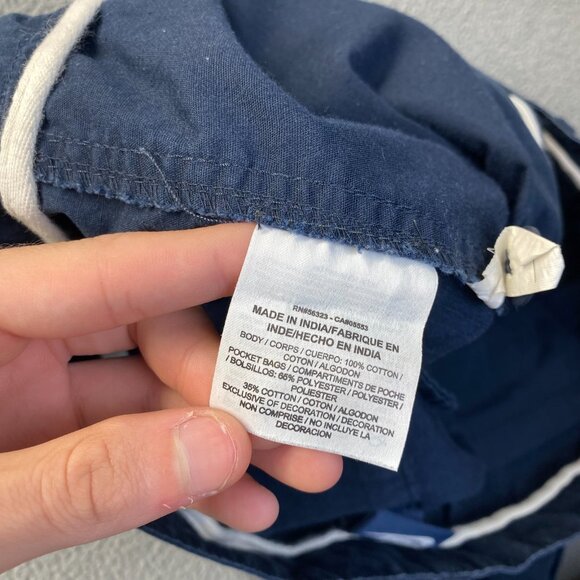 RN#56323 - CA#05553
MADE IN INDIA/FABRIQUE EN
INDE/HECHO EN INDIA
BODY / CORPS / CUERPO: 100% COTTON /
COTON / ALGODON
POCKET BAGS / COMPARTIMENTS DE POCHE
/ BOLSILLOS: 65% POLYESTER / POLYESTER /
POLIESTER
35% COTTON / COTON / ALGODON
EXCLUSIVE OF DECORATION / DECORATION
NON COMPRISE / NO INCLUYE LA
DECORACION